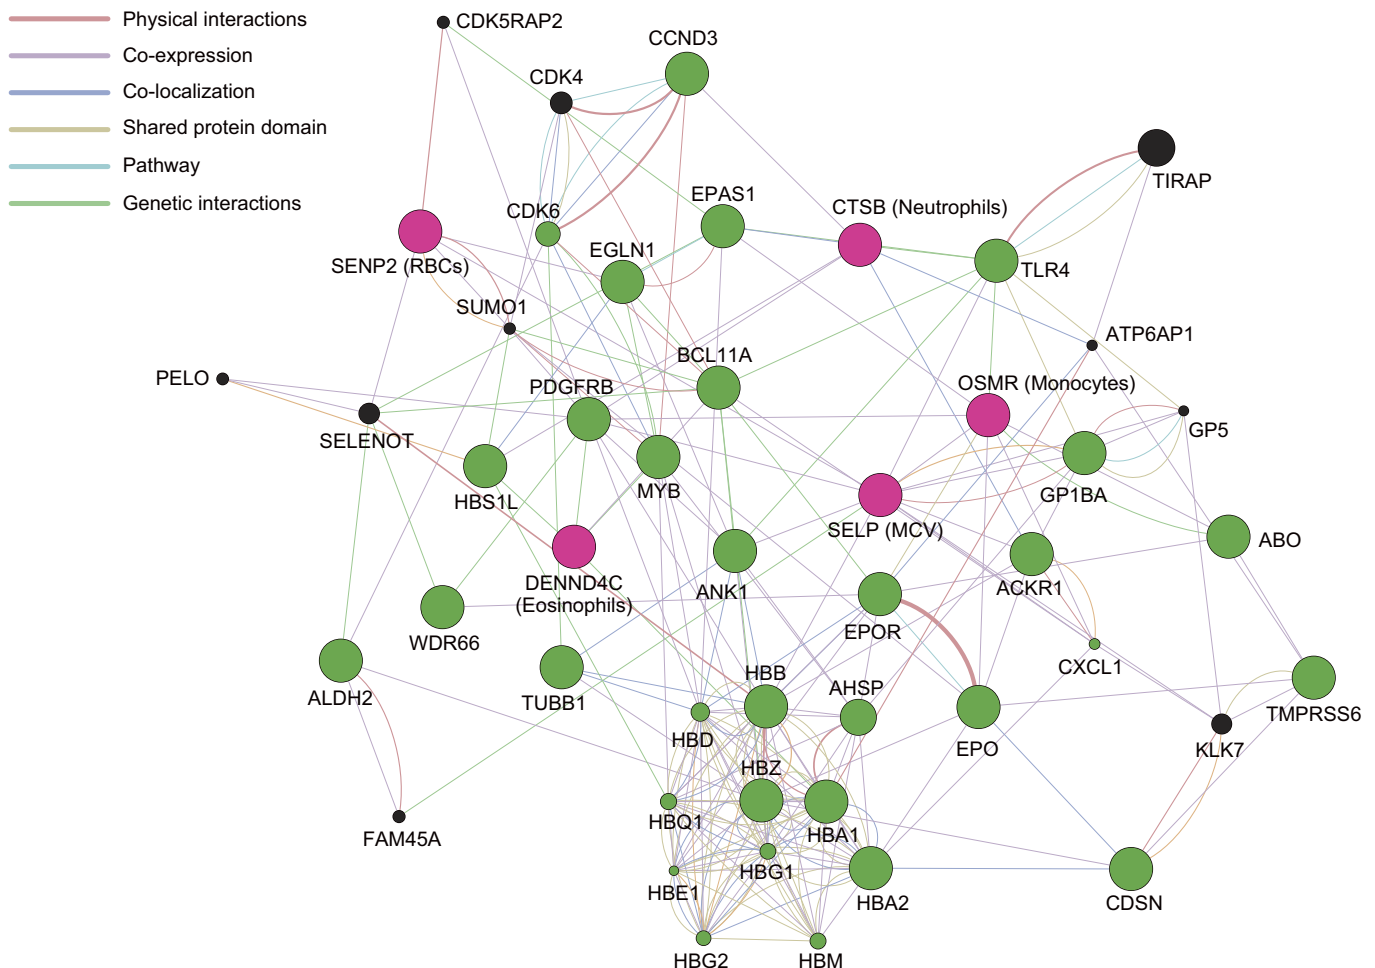 Physical interactions
Co-expression
Co-localization
Shared protein domain
Pathway
Genetic interactions
CDK5RAP2
CCND3
CDK4
TIRAP
EPAS1
CTSB (Neutrophils)
CDK6
SENP2 (RBCs)
EGLN1
TLR4
SUMO1
ATP6AP1
BCL11A
PELO
PDGFRB
OSMR (Monocytes)
SELENOT
GP5
HBS1L
MYB
GP1BA
SELP (MCV)
ABO
DENND4C
(Eosinophils)
ANK1
ACKR1
WDR66
EPOR
CXCL1
ALDH2
TUBB1
HBB
AHSP
TMPRSS6
HBD
EPO
KLK7
HBZ
HBQ1
HBA1
FAM45A
HBG1
HBE1
HBA2
CDSN
HBG2
HBM